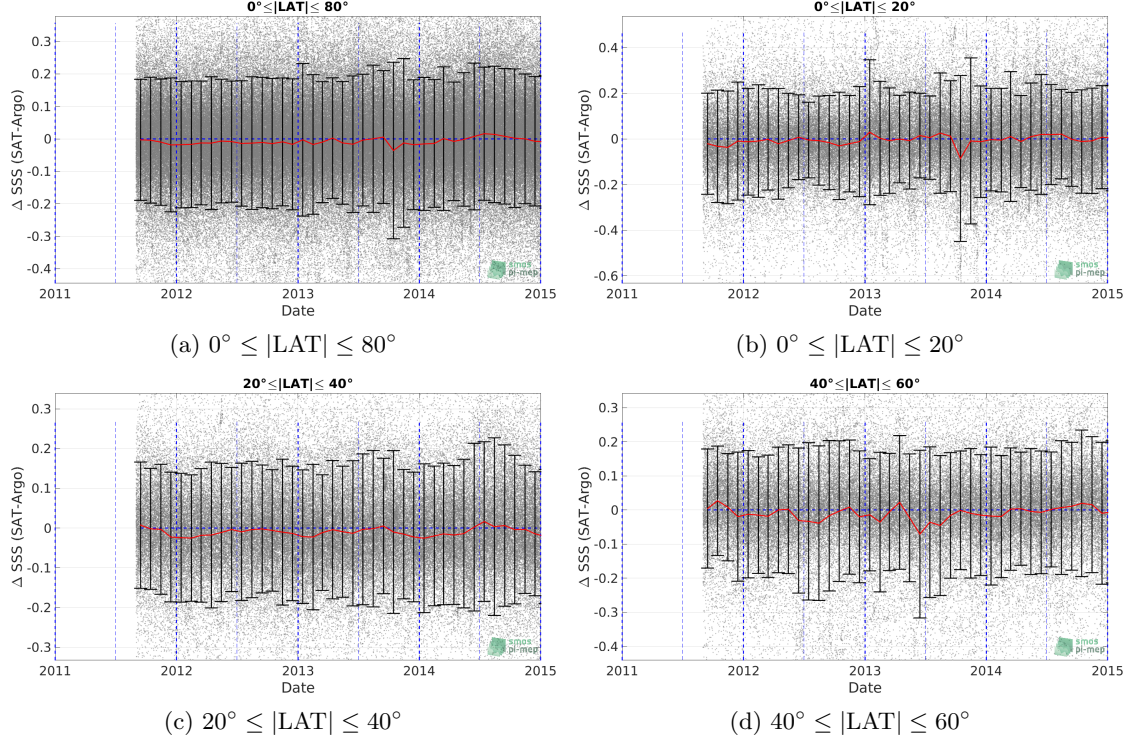 0°≤|LAT|≤ 80°
Δ SSS (SAT-Argo)
0.3
0.2
0.1
0
-0.1
-0.2
-0.3
-0.4
2011 2012 2013 2014 2015
Date
smos
pi-mep
(a) 0° ≤ |LAT| ≤ 80°
0°≤|LAT|≤ 20°
Δ SSS (SAT-Argo)
0.4
0.2
0
-0.2
-0.4
-0.6
2011 2012 2013 2014 2015
Date
smos
pi-mep
(b) 0° ≤ |LAT| ≤ 20°
20°≤|LAT|≤ 40°
Δ SSS (SAT-Argo)
0.3
0.2
0.1
0
-0.1
-0.2
-0.3
2011 2012 2013 2014 2015
Date
smos
pi-mep
(c) 20° ≤ |LAT| ≤ 40°
40°≤|LAT|≤ 60°
Δ SSS (SAT-Argo)
0.3
0.2
0.1
0
-0.1
-0.2
-0.3
-0.4
2011 2012 2013 2014 2015
Date
smos
pi-mep
(d) 40° ≤ |LAT| ≤ 60°